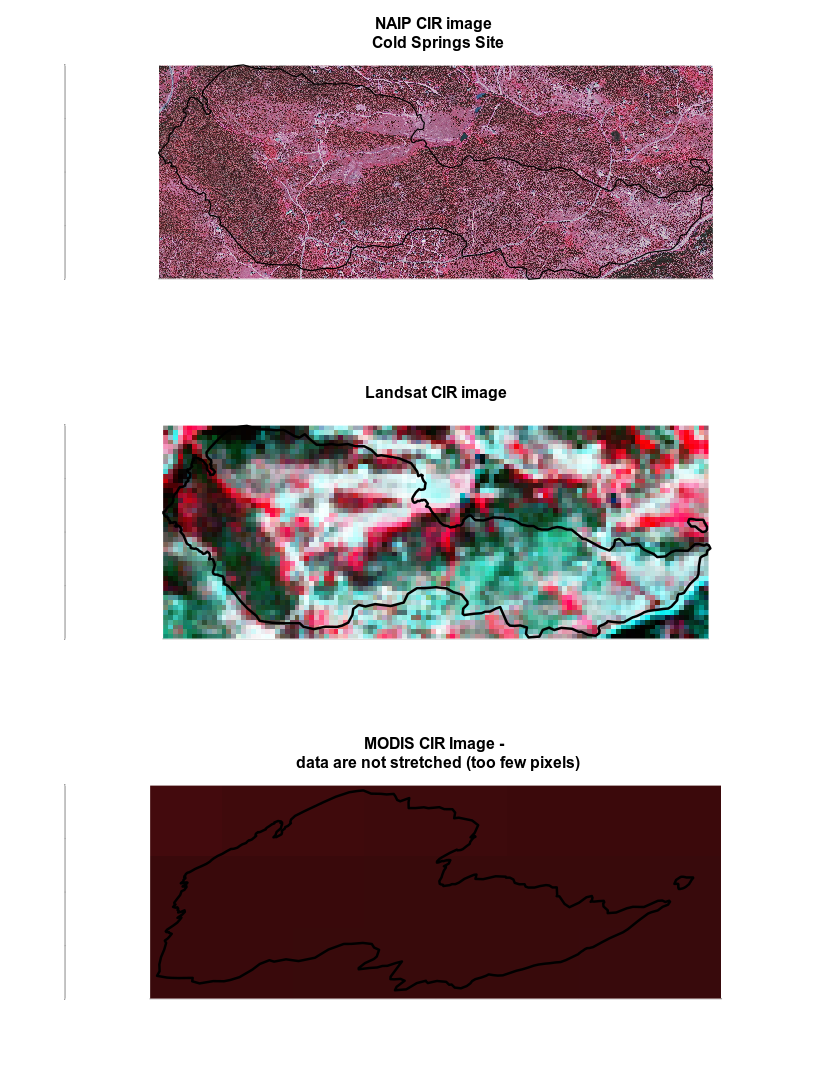 NAIP CIR image
Cold Springs Site
Landsat CIR image
MODIS CIR Image -
data are not stretched (too few pixels)